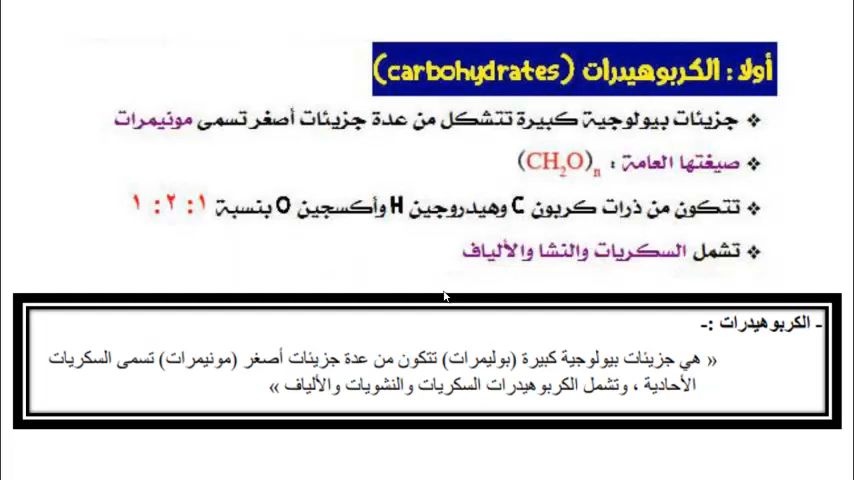 أولا : الكربوهيدرات (carbohydrates)
❖ جزيئات بيولوجية كبيرة تتشكل من عدة جزيئات أصغر تسمى مونيمرات
❖ صيغتها العامة : (CH₂O)ₙ
❖ تتكون من ذرات كربون C وهيدروجين H وأكسجين O بنسبة ١ : ٢ : ١
❖ تشمل السكريات والنشا والألياف
- الكربوهيدرات :-
« هي جزيئات بيولوجية كبيرة (بوليمرات) تتكون من عدة جزيئات أصغر (مونيمرات) تسمى السكريات
الأحادية ، وتشمل الكربوهيدرات السكريات والنشويات والألياف »